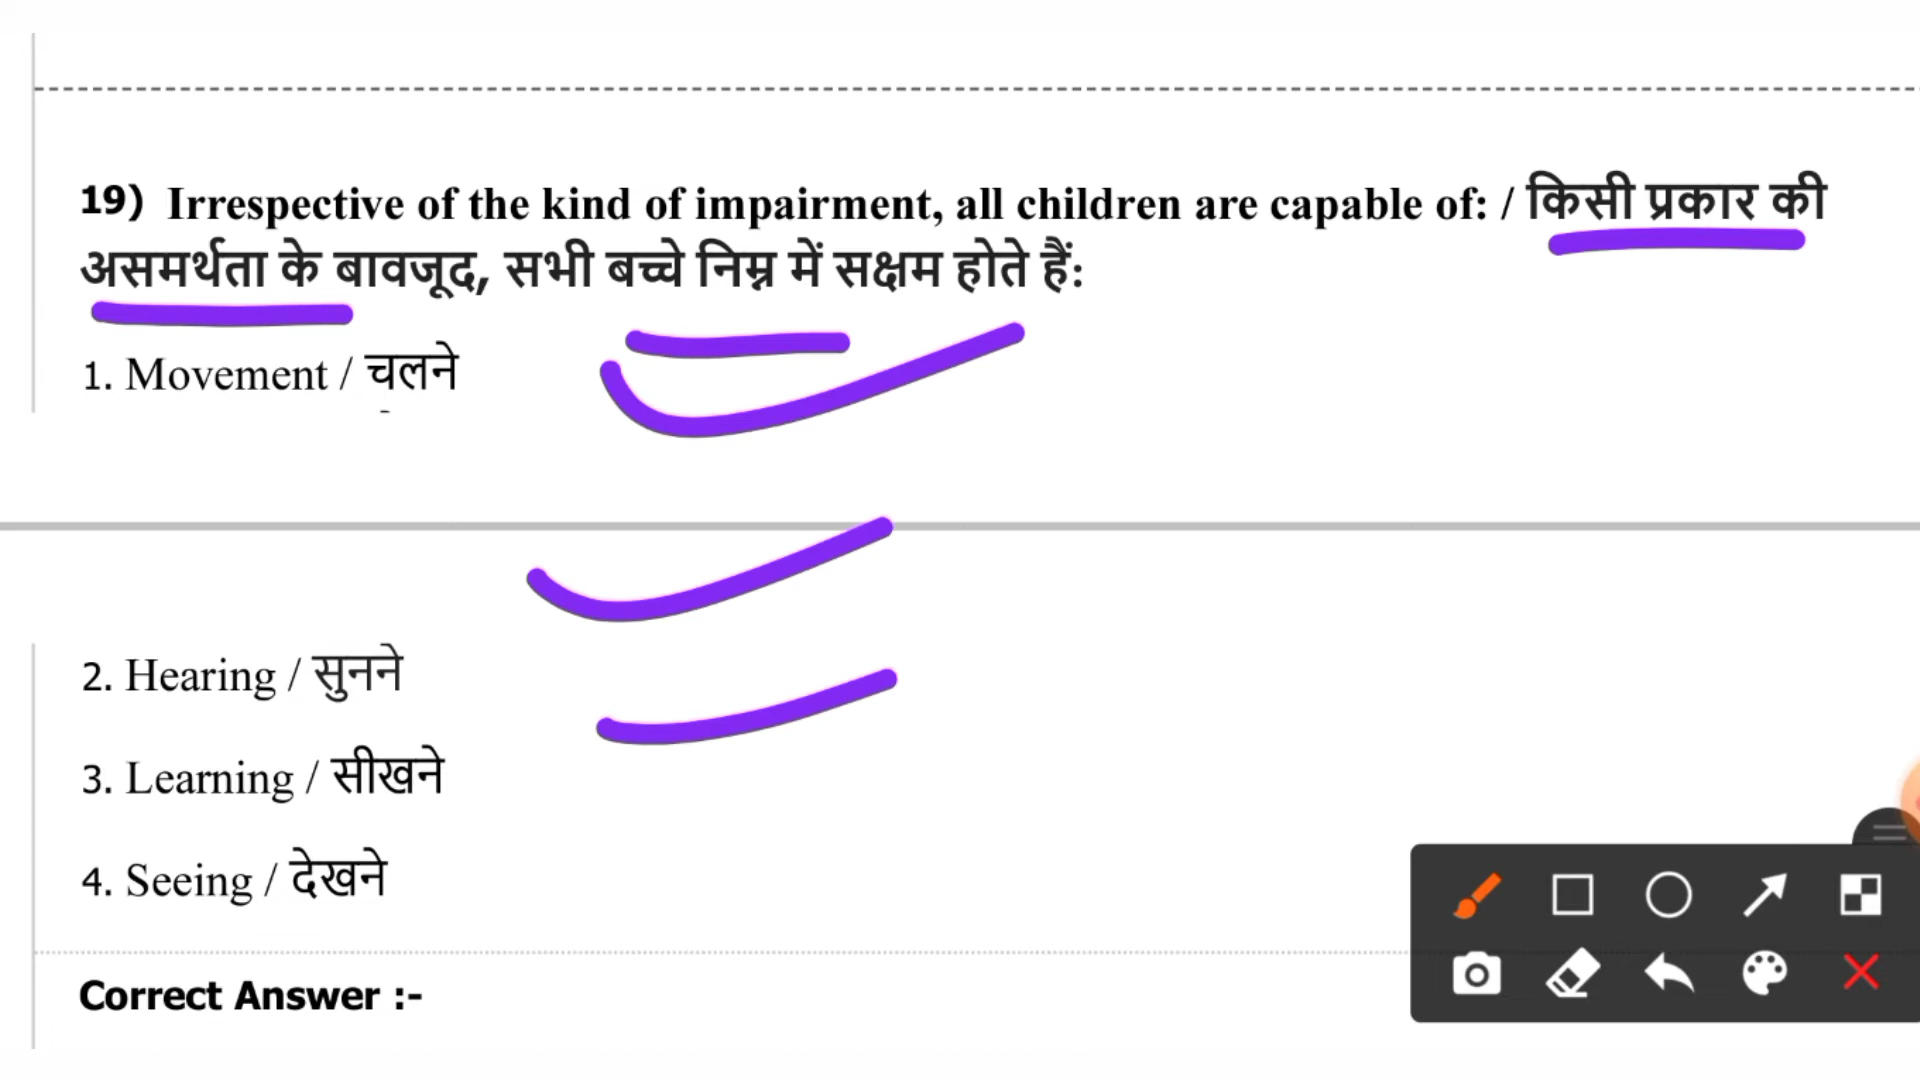 19) Irrespective of the kind of impairment, all children are capable of: / किसी प्रकार की
असमर्थता के बावजूद, सभी बच्चे निम्न में सक्षम होते हैं:
1. Movement / चलने
2. Hearing / सुनने
3. Learning / सीखने
4. Seeing / देखने
Correct Answer :-